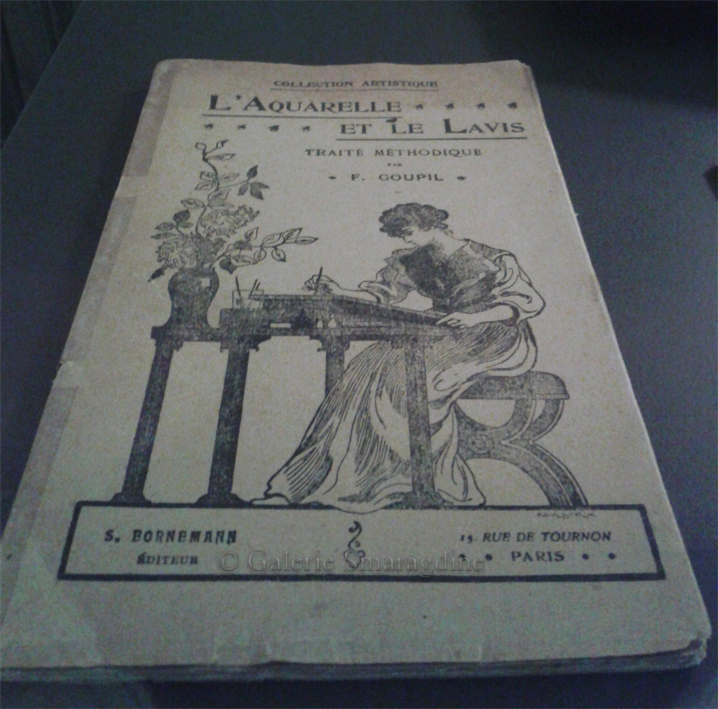 COLLECTION ARTISTIQUE
L'AQUARELLE
ET LE LAVIS
TRAITÉ MÉTHODIQUE
PAR
F. GOUPIL
S. BORNEMANN
ÉDITEUR
15, RUE DE TOURNON
PARIS
© Galerie Smaragdine